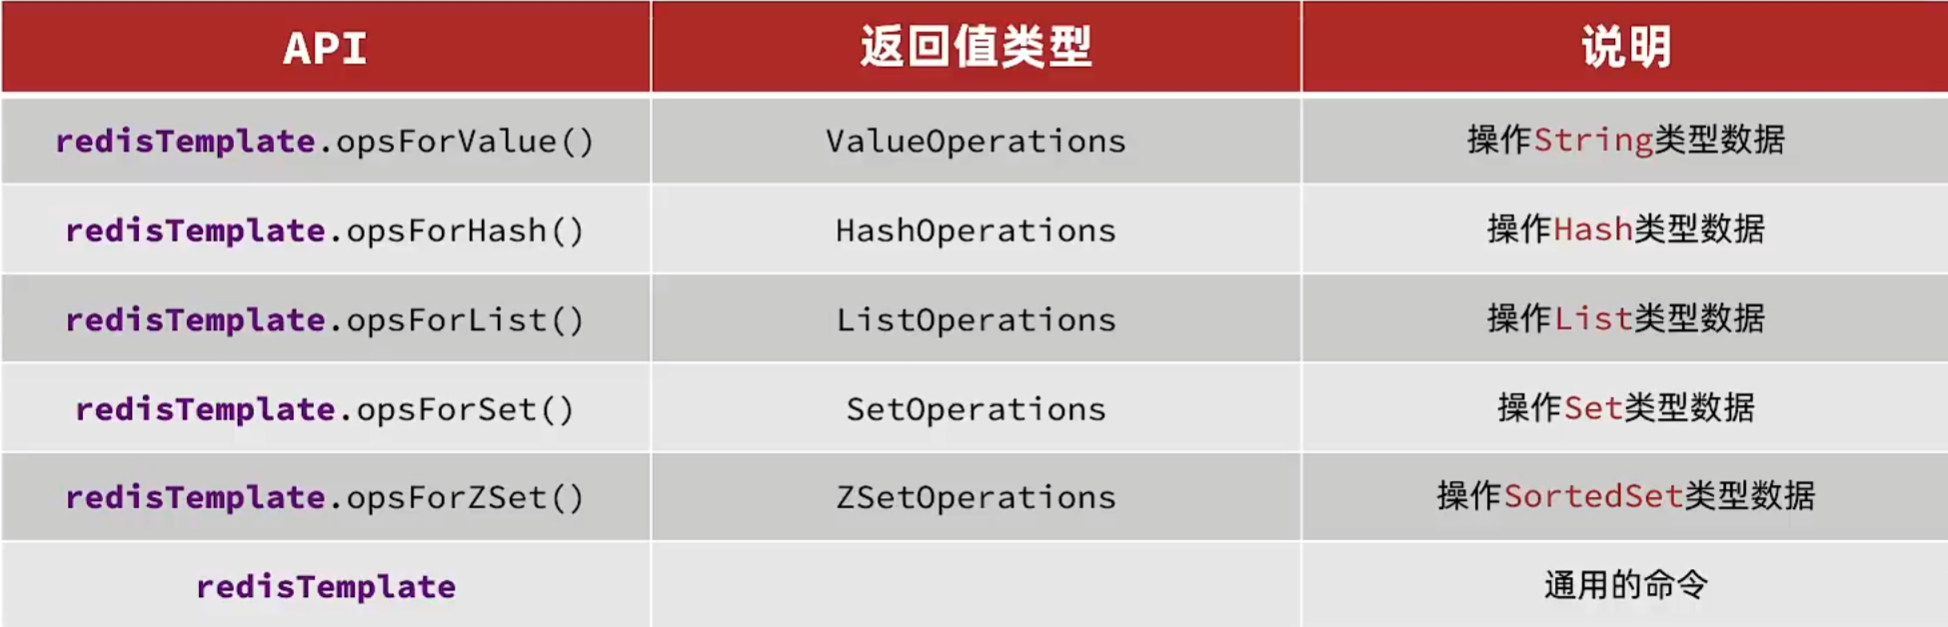 API 返回值类型 说明
redisTemplate.opsForValue() ValueOperations 操作String类型数据
redisTemplate.opsForHash() HashOperations 操作Hash类型数据
redisTemplate.opsForList() ListOperations 操作List类型数据
redisTemplate.opsForSet() SetOperations 操作Set类型数据
redisTemplate.opsForZSet() ZSetOperations 操作SortedSet类型数据
redisTemplate 通用的命令